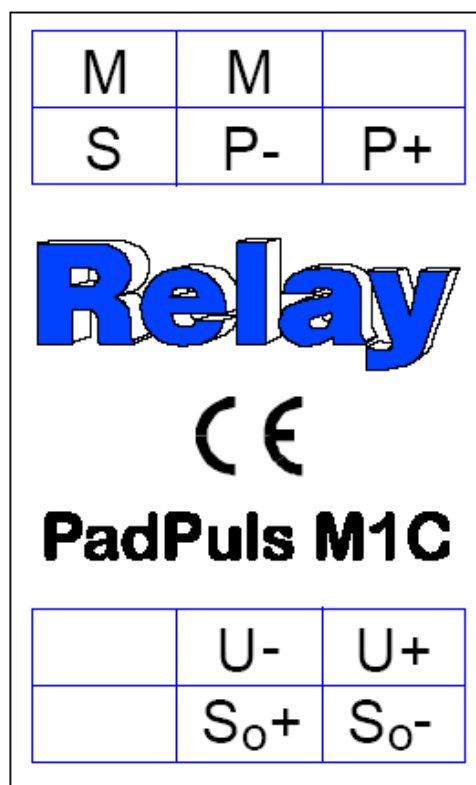 M M
S P- P+
Relay
CE
PadPuls M1C
U- U+
So+ So-